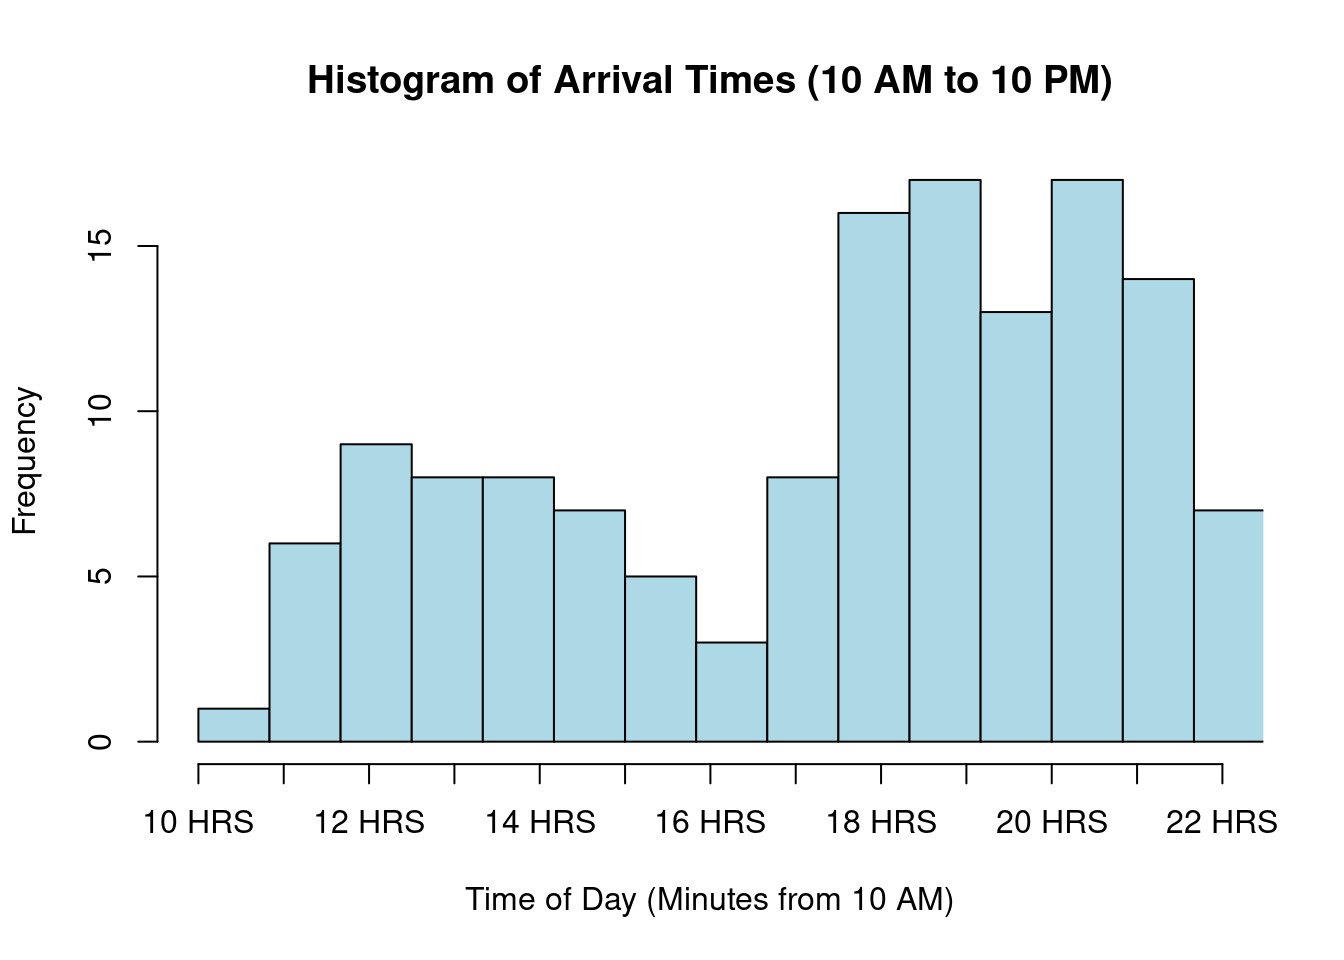 Histogram of Arrival Times (10 AM to 10 PM)
Frequency
15
10
5
0
10 HRS 12 HRS 14 HRS 16 HRS 18 HRS 20 HRS 22 HRS
Time of Day (Minutes from 10 AM)